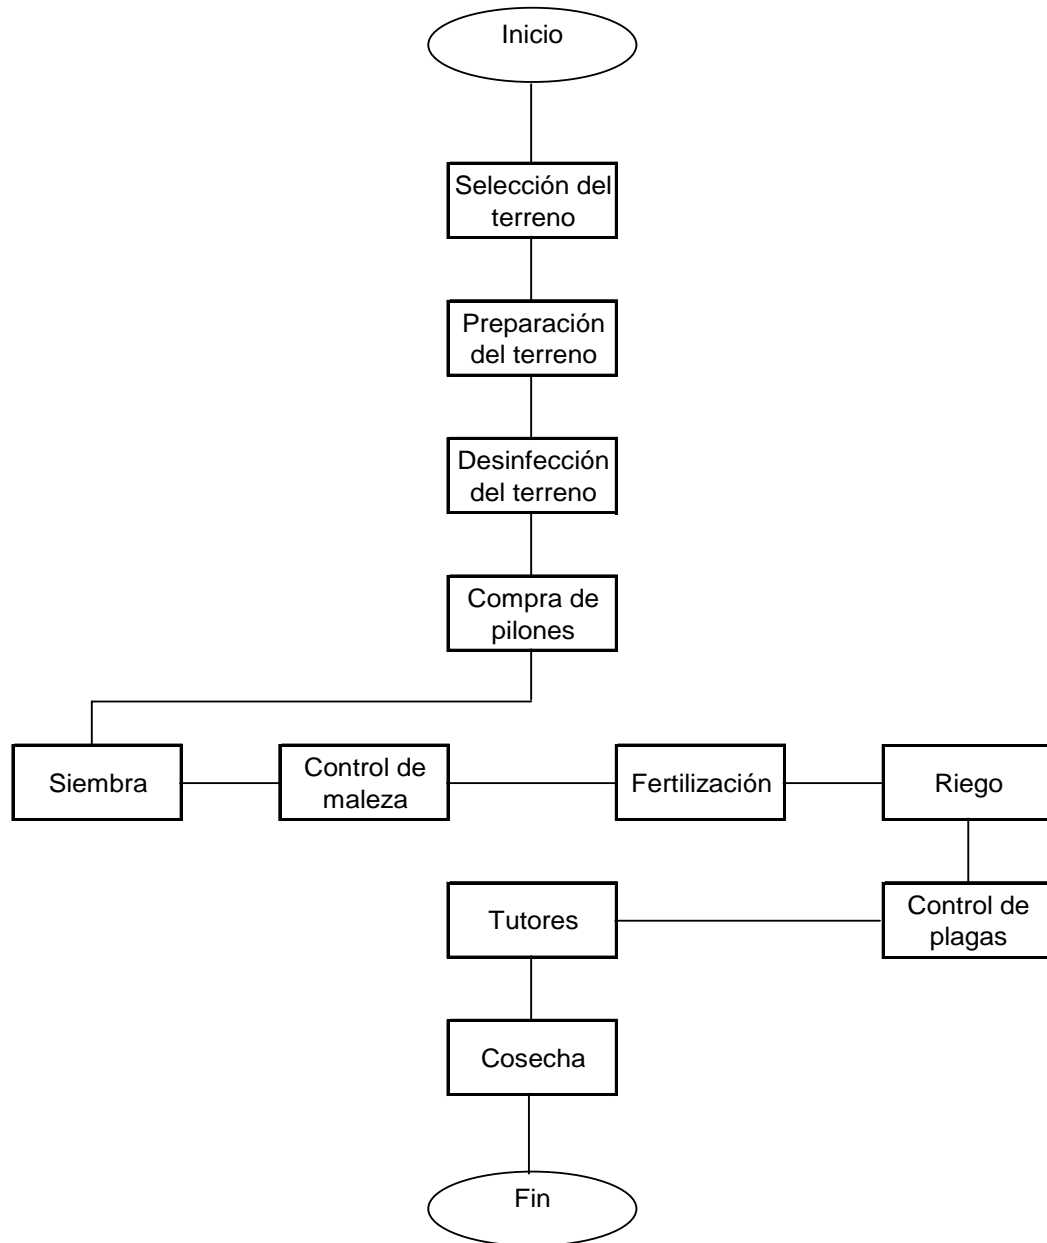 Inicio
Selección del
terreno
Preparación
del terreno
Desinfección
del terreno
Compra de
pilones
Siembra
Control de
maleza
Fertilización
Riego
Control de
plagas
Tutores
Cosecha
Fin